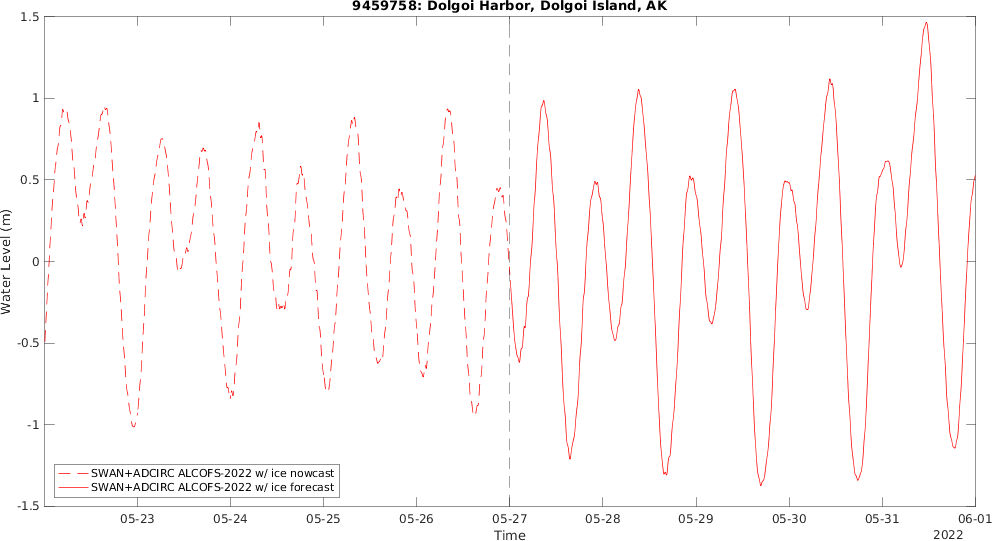 9459758: Dolgoi Harbor, Dolgoi Island, AK
1.5
1
0.5
0
-0.5
-1
-1.5
Water Level (m)
SWAN+ADCIRC ALCOFS-2022 w/ ice nowcast
SWAN+ADCIRC ALCOFS-2022 w/ ice forecast
05-23 05-24 05-25 05-26 05-27 05-28 05-29 05-30 05-31 06-01
Time
2022